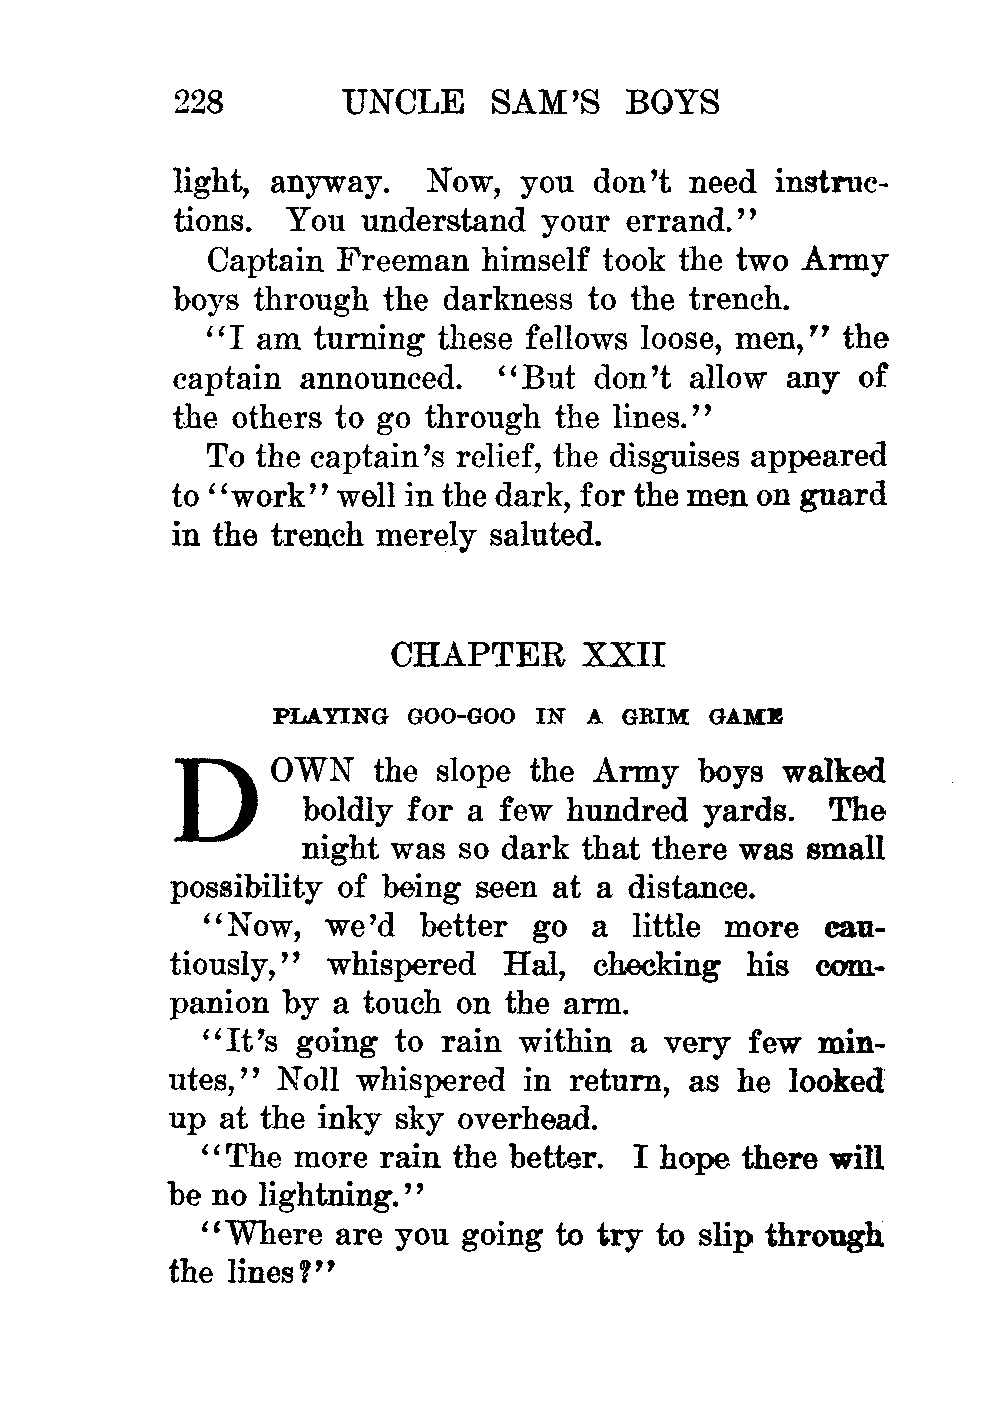 228 UNCLE SAM'S BOYS
light, anyway. Now, you don't need instruc-
tions. You understand your errand."
Captain Freeman himself took the two Army
boys through the darkness to the trench.
"I am turning these fellows loose, men," the
captain announced. "But don't allow any of
the others to go through the lines."
To the captain's relief, the disguises appeared
to "work" well in the dark, for the men on guard
in the trench merely saluted.
CHAPTER XXII
PLAYING GOO-GOO IN A GRIM GAME
DOWN the slope the Army boys walked
boldly for a few hundred yards. The
night was so dark that there was small
possibility of being seen at a distance.
"Now, we'd better go a little more cau-
tiously," whispered Hal, checking his com-
panion by a touch on the arm.
"It's going to rain within a very few min-
utes," Noll whispered in return, as he looked
up at the inky sky overhead.
"The more rain the better. I hope there will
be no lightning."
"Where are you going to try to slip through
the lines?"